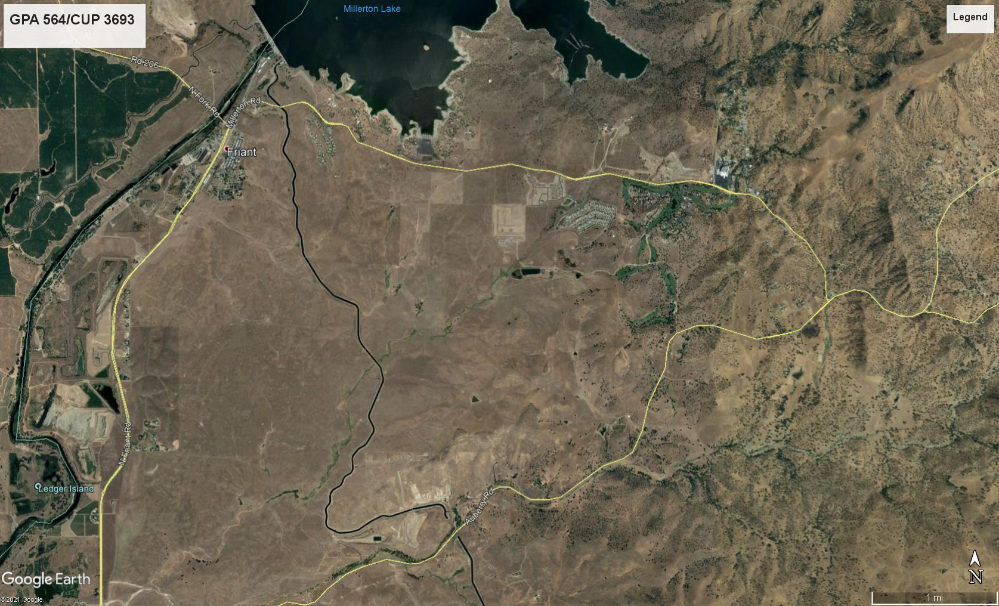 Millerton Lake
GPA 564/CUP 3693
Legend
Rd 206
N Fork Rd
Millerton Rd
Friant
N Friant Rd
Ledger Island
Auberry Rd
N
Google Earth
©2021 Google
1 mi